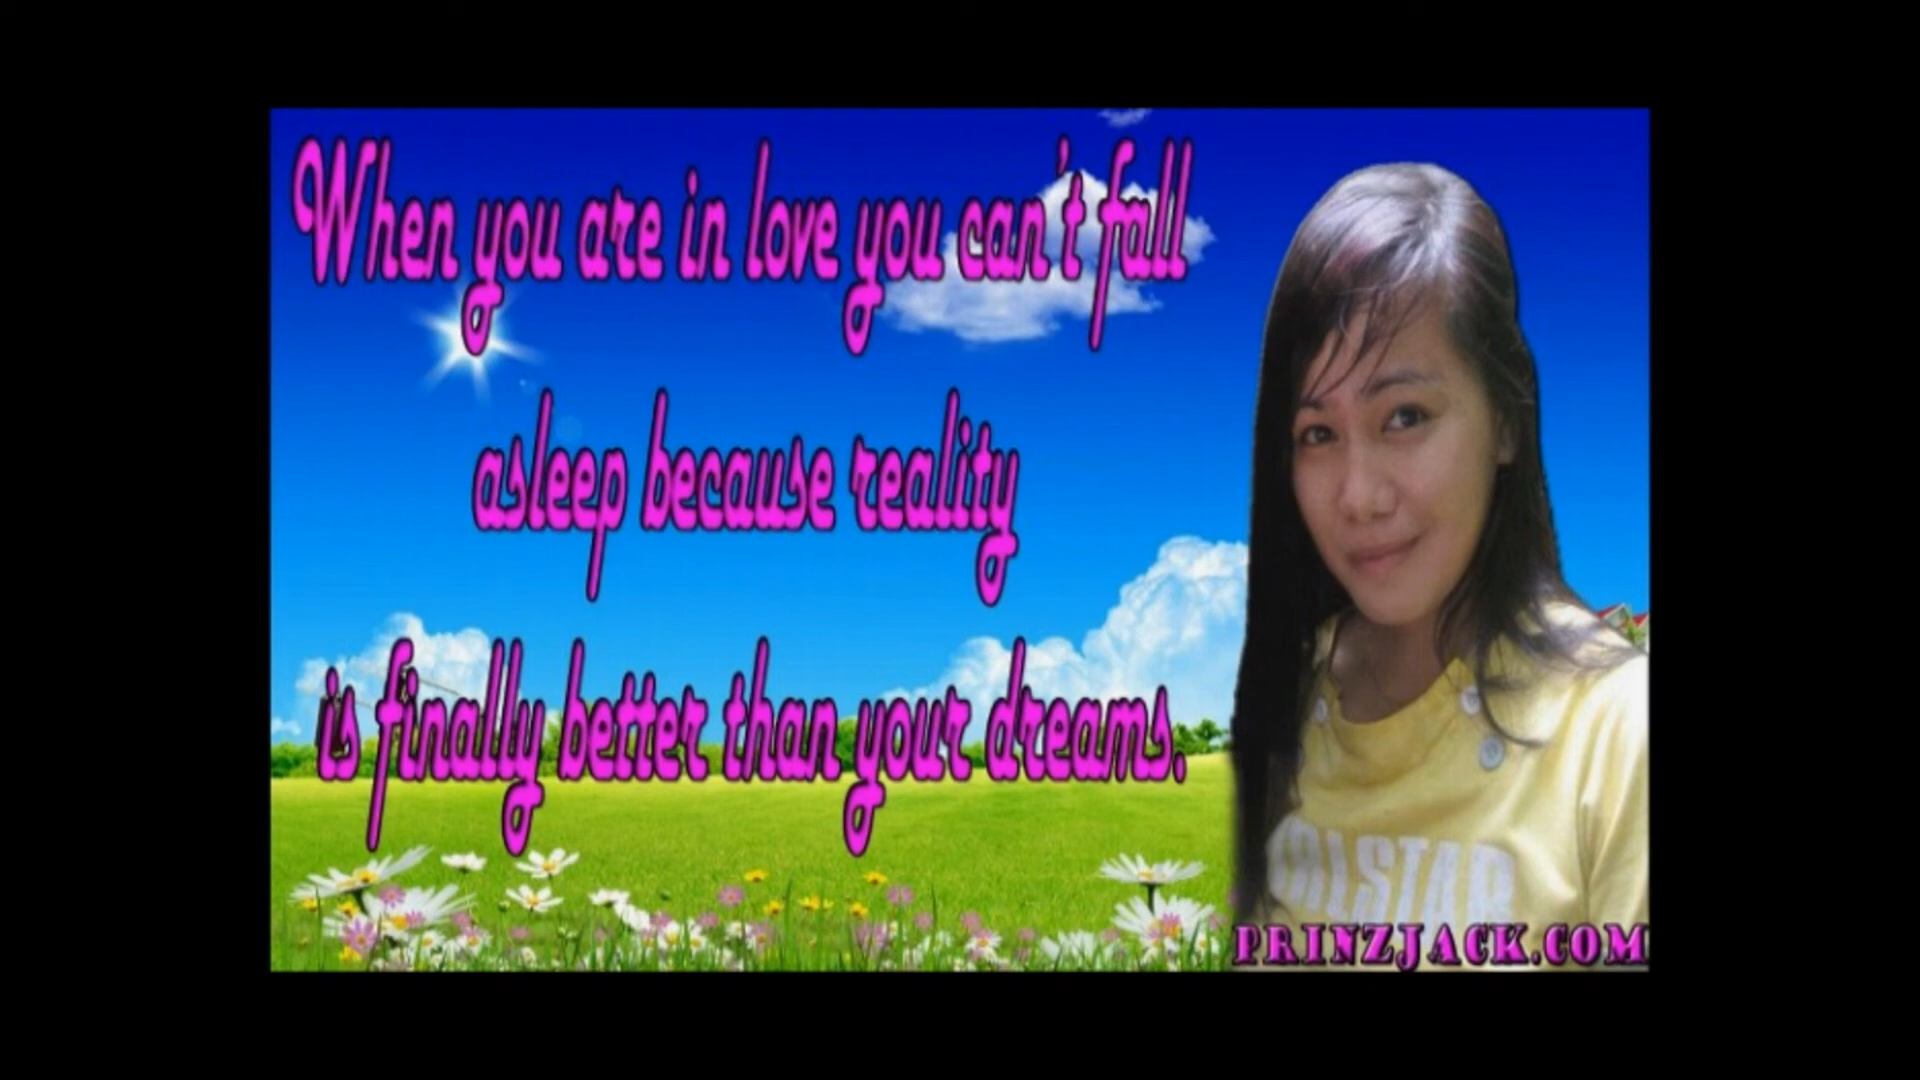 When you are in love you can't fall
asleep because reality
is finally better than your dreams.
PRINZJACK.COM